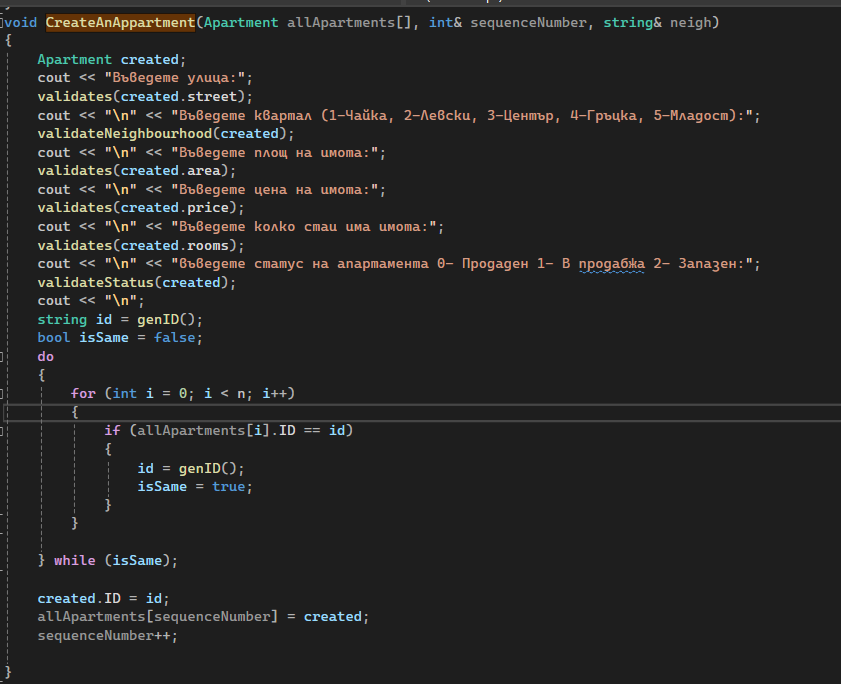 void CreateAnAppartment(Apartment allApartments[], int& sequenceNumber, string& neigh)
{
Apartment created;
cout << "Въведете улица:";
validates(created.street);
cout << "\n" << "Въведете квартал (1-Чайка, 2-Левски, 3-Център, 4-Гръцка, 5-Младост):";
validateNeighbourhood(created);
cout << "\n" << "Въведете площ на имота:";
validates(created.area);
cout << "\n" << "Въведете цена на имота:";
validates(created.price);
cout << "\n" << "Въведете колко стаи има имота:";
validates(created.rooms);
cout << "\n" << "въведете статус на апартамента 0- Продаден 1- В продабжа 2- Запазен:";
validateStatus(created);
cout << "\n";
string id = genID();
bool isSame = false;
do
{
for (int i = 0; i < n; i++)
{
if (allApartments[i].ID == id)
{
id = genID();
isSame = true;
}
}
} while (isSame);
created.ID = id;
allApartments[sequenceNumber] = created;
sequenceNumber++;
}